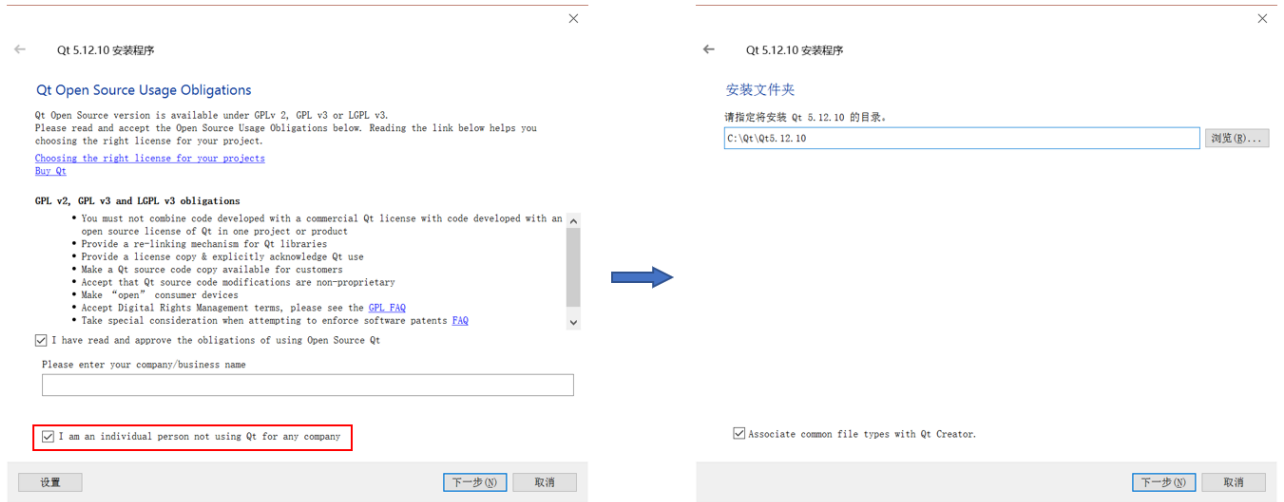 Qt 5.12.10 安装程序
Qt Open Source Usage Obligations
Qt Open Source version is available under GPLv 2, GPL v3 or LGPL v3.
Please read and accept the Open Source Usage Obligations below. Reading the link below helps you
choosing the right license for your project.
Choosing the right license for your projects
Buy Qt
GPL v2, GPL v3 and LGPL v3 obligations
• You must not combine code developed with a commercial Qt license with code developed with an
open source license of Qt in one project or product
• Provide a re-linking mechanism for Qt libraries
• Provide a license copy & explicitly acknowledge Qt use
• Make a Qt source code copy available for customers
• Accept that Qt source code modifications are non-proprietary
• Make “open” consumer devices
• Accept Digital Rights Management terms, please see the GPL FAQ
• Take special consideration when attempting to enforce software patents FAQ
I have read and approve the obligations of using Open Source Qt
Please enter your company/business name
I am an individual person not using Qt for any company
设置
下一步(N)
取消
Qt 5.12.10 安装程序
安装文件夹
请指定将安装 Qt 5.12.10 的目录。
C:\Qt\Qt5.12.10
浏览(R)...
Associate common file types with Qt Creator.
下一步(N)
取消